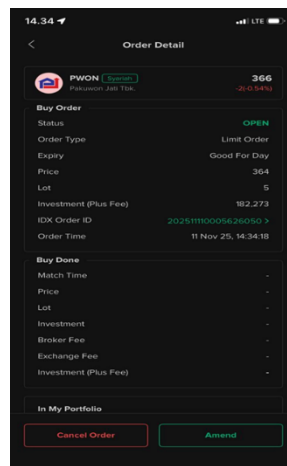 14.34
LTE
Order Detail
PWON Syariah 366
Pakuwon Jati Tbk. -2(-0.54%)
Buy Order
Status OPEN
Order Type Limit Order
Expiry Good For Day
Price 364
Lot 5
Investment (Plus Fee) 182,273
IDX Order ID 202511110005626050 >
Order Time 11 Nov 25, 14:34:18
Buy Done
Match Time -
Price -
Lot -
Investment -
Broker Fee -
Exchange Fee -
Investment (Plus Fee) -
In My Portfolio
Cancel Order Amend